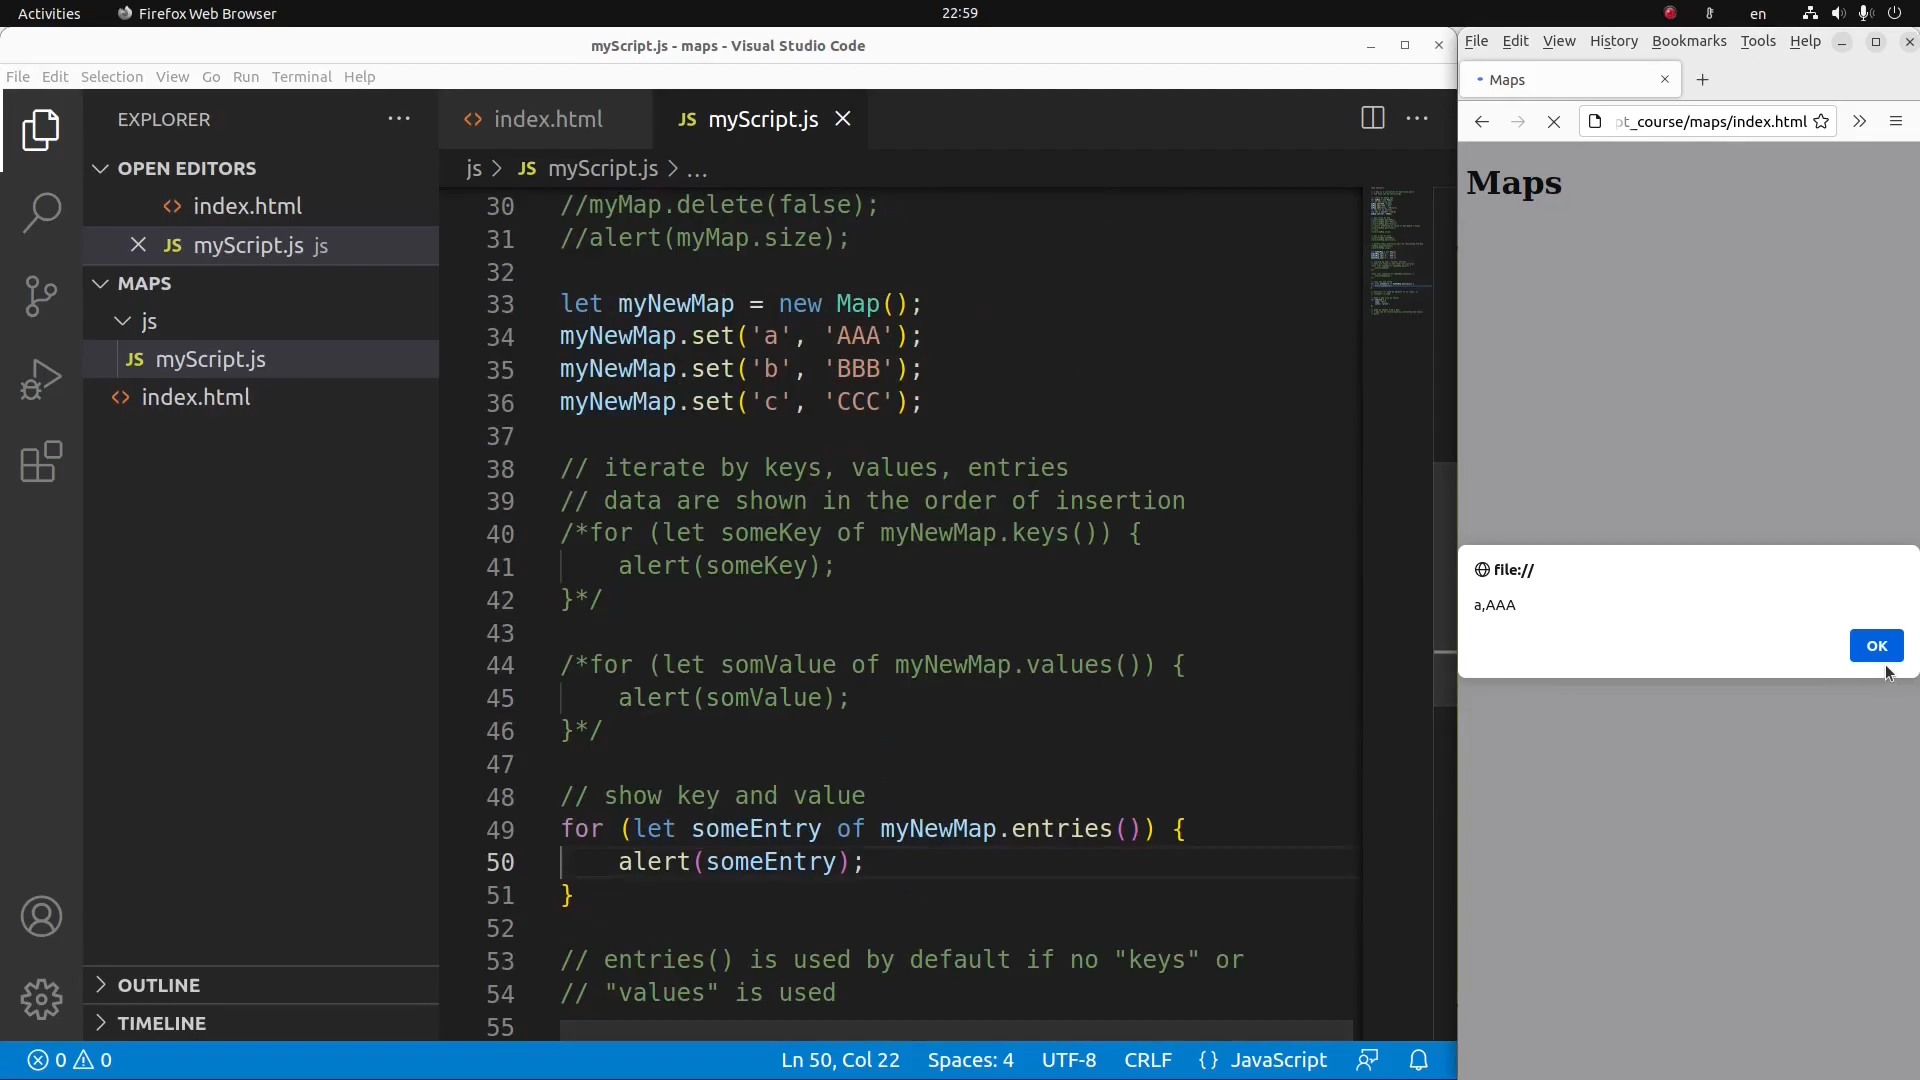 Activities
Firefox Web Browser
22:59
en
myScript.js - maps - Visual Studio Code
File Edit Selection View Go Run Terminal Help
EXPLORER
OPEN EDITORS
index.html
myScript.js js
MAPS
js
myScript.js
index.html
OUTLINE
TIMELINE
index.html
JS myScript.js
js > JS myScript.js > ...
30 //myMap.delete(false);
31 //alert(myMap.size);
32
33 let myNewMap = new Map();
34 myNewMap.set('a', 'AAA');
35 myNewMap.set('b', 'BBB');
36 myNewMap.set('c', 'CCC');
37
38 // iterate by keys, values, entries
39 // data are shown in the order of insertion
40 /*for (let someKey of myNewMap.keys()) {
41 alert(someKey);
42 }*/
43
44 /*for (let somValue of myNewMap.values()) {
45 alert(somValue);
46 }*/
47
48 // show key and value
49 for (let someEntry of myNewMap.entries()) {
50 alert(someEntry);
51 }
52
53 // entries() is used by default if no "keys" or
54 // "values" is used
55
0 0
Ln 50, Col 22 Spaces: 4 UTF-8 CRLF {} JavaScript
File Edit View History Bookmarks Tools Help
Maps
pt_course/maps/index.html
Maps
file://
a,AAA
OK